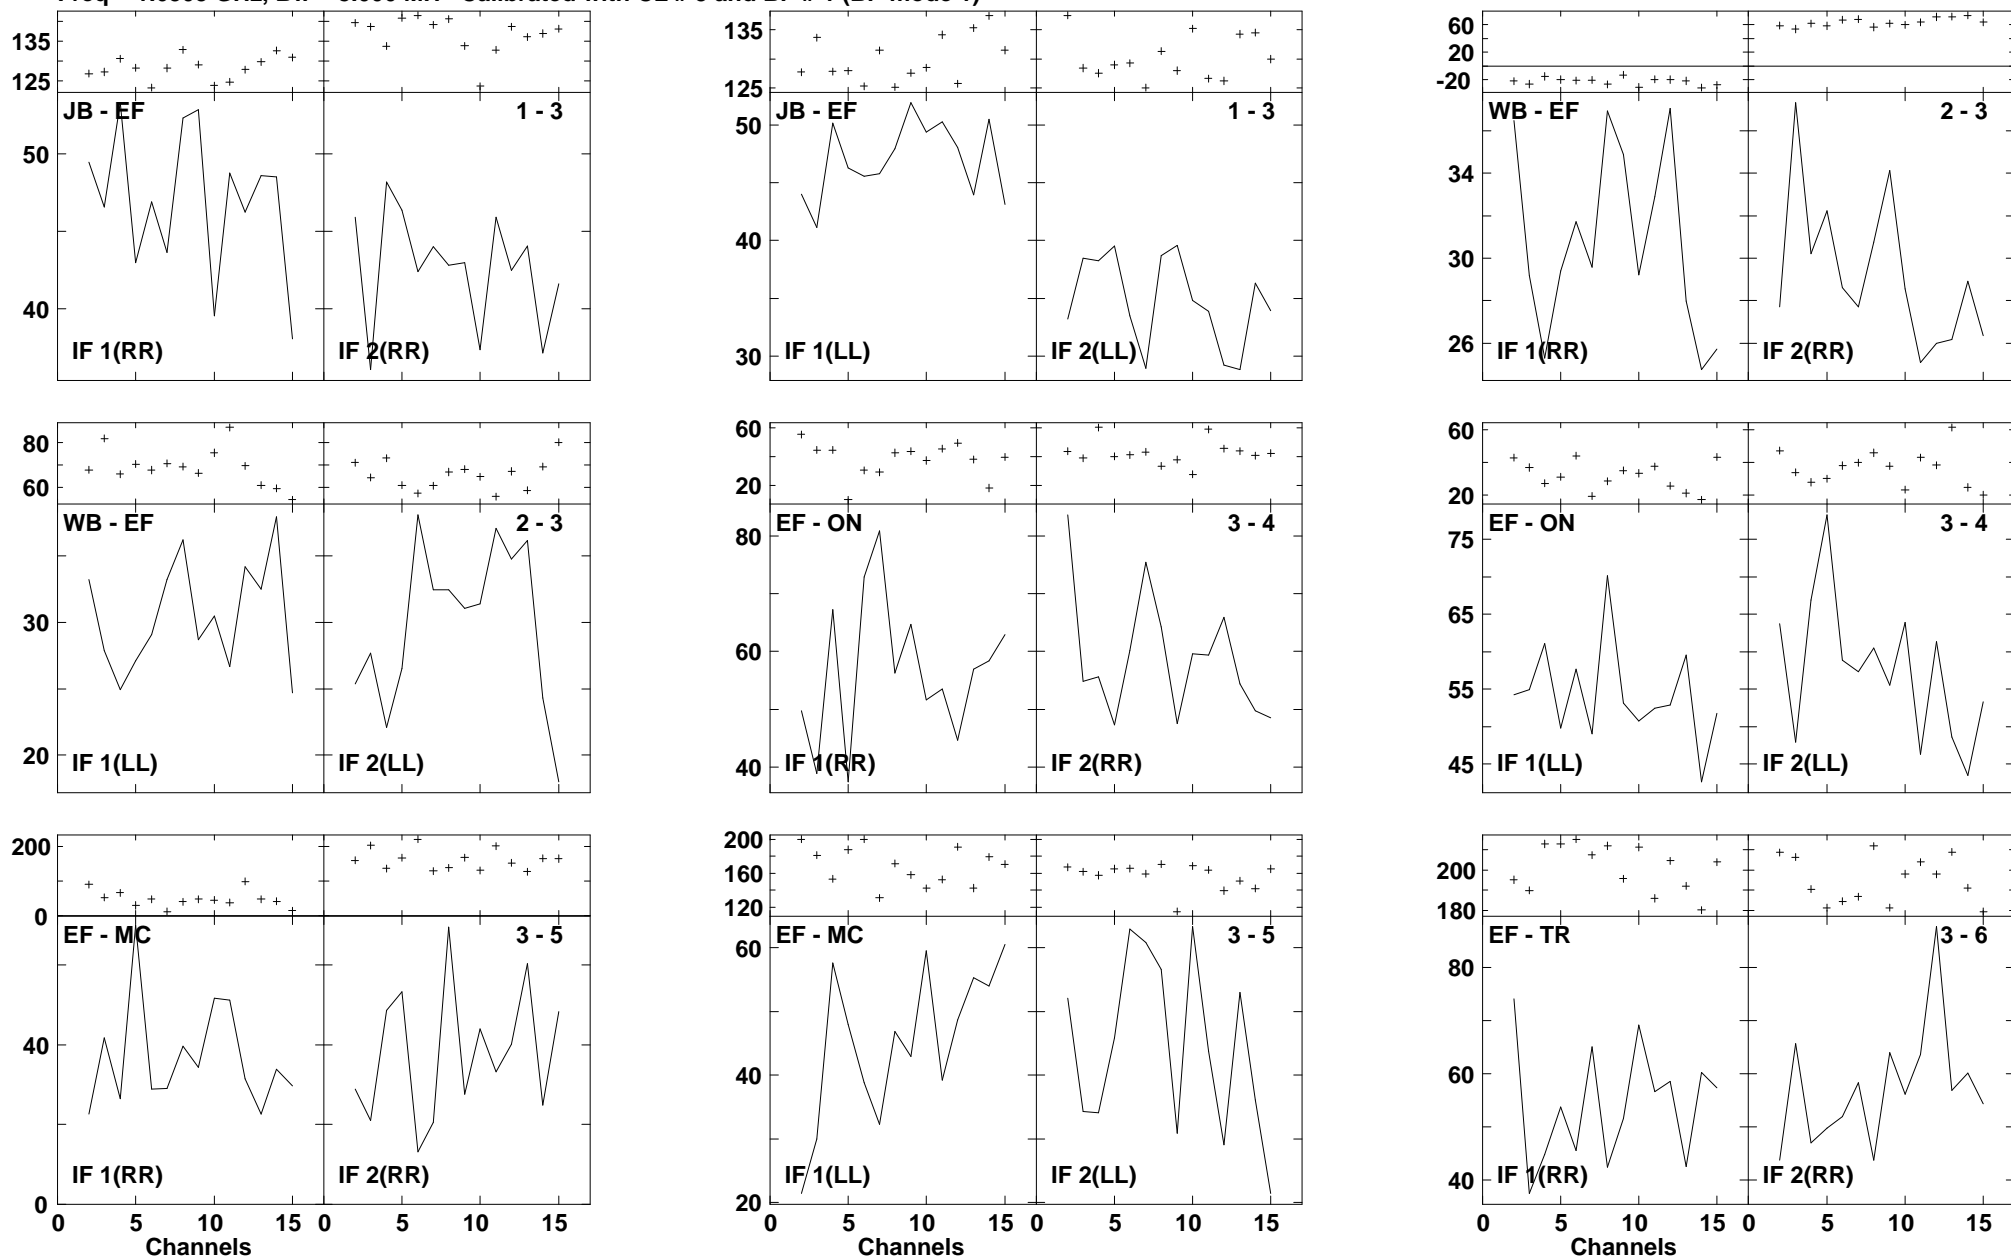 135
125
JB - EF
1 - 3
50
40
IF 1(RR)
IF 2(RR)
135
125
JB - EF
1 - 3
50
40
30
IF 1(LL)
IF 2(LL)
60
20
-20
WB - EF
2 - 3
34
30
26
IF 1(RR)
IF 2(RR)
80
60
WB - EF
2 - 3
30
20
IF 1(LL)
IF 2(LL)
60
20
EF - ON
3 - 4
80
60
40
IF 1(RR)
IF 2(RR)
60
20
EF - ON
3 - 4
75
65
55
45
IF 1(LL)
IF 2(LL)
200
0
EF - MC
3 - 5
40
0
IF 1(RR)
IF 2(RR)
0 5 10 15 0 5 10 15
Channels
200
160
120
EF - MC
3 - 5
60
40
20
IF 1(LL)
IF 2(LL)
0 5 10 15 0 5 10 15
Channels
200
180
EF - TR
3 - 6
80
60
40
IF 1(RR)
IF 2(RR)
0 5 10 15 0 5 10 15
Channels